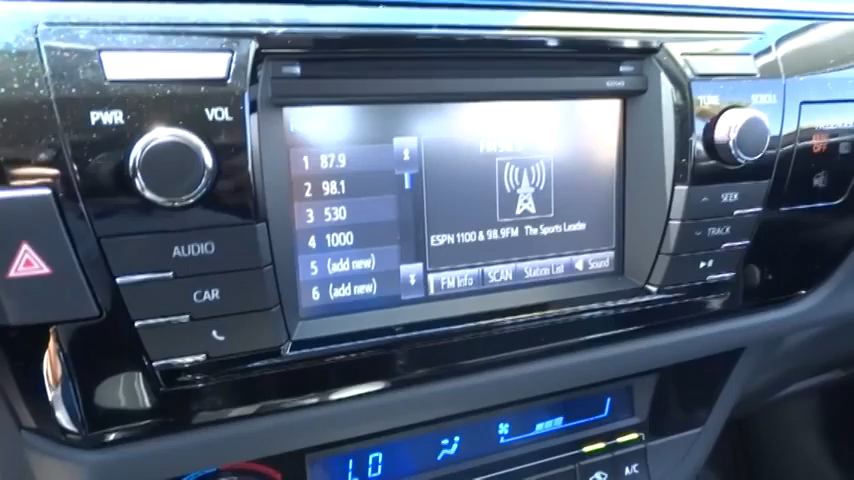 PWR
VOL
AUDIO
CAR
1 87.9
2 98.1
3 530
4 1000
5 (add new)
6 (add new)
ESPN 1100 & 98.9FM The Sports Leader
FM Info
SCAN
Station List
Sound
TUNE
SCROLL
SEEK
TRACK
OFF
LO
A/C